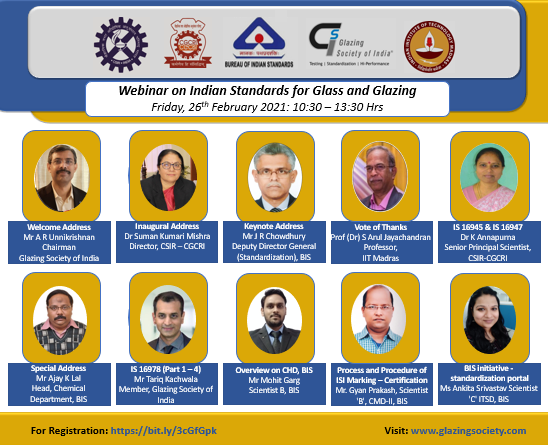 CGCRI
BUREAU OF INDIAN STANDARDS
Glazing
Society of India®
Testing | Standardisation | Hi-Performance
Webinar on Indian Standards for Glass and Glazing
Friday, 26th February 2021: 10:30 – 13:30 Hrs
Welcome Address
Mr A R Unnikrishnan
Chairman
Glazing Society of India
Inaugural Address
Dr Suman Kumari Mishra
Director, CSIR – CGCRI
Keynote Address
Mr J R Chowdhury
Deputy Director General
(Standardization), BIS
Vote of Thanks
Prof (Dr) S Arul Jayachandran
Professor,
IIT Madras
IS 16945 & IS 16947
Dr K Annapurna
Senior Principal Scientist,
CSIR-CGCRI
Special Address
Mr Ajay K Lal
Head, Chemical
Department, BIS
IS 16978 (Part 1 – 4)
Mr Tariq Kachwala
Member, Glazing Society of
India
Overview on CHD, BIS
Mr Mohit Garg
Scientist B, BIS
Process and Procedure of
ISI Marking – Certification
Mr. Gyan Prakash, Scientist
'B', CMD-II, BIS
BIS initiative -
standardization portal
Ms Ankita Srivastav Scientist
'C' ITSD, BIS
For Registration: https://bit.ly/3cGfGpk
Visit: www.glazingsociety.com